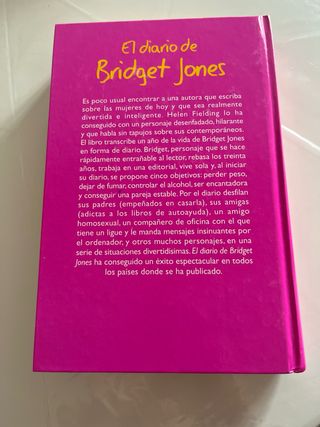 El diario de
Bridget Jones
Es poco usual encontrar a una autora que escriba
sobre las mujeres de hoy y que sea realmente
divertida e inteligente. Helen Fielding lo ha
conseguido con un personaje desenfadado, hilarante
y que habla sin tapujos sobre sus contemporáneos.
El libro transcribe un año de la vida de Bridget Jones
en forma de diario. Bridget, personaje que se hace
rápidamente entrañable al lector, rebasa los treinta
años, trabaja en una editorial, vive sola y, al iniciar
su diario, se propone cinco objetivos: perder peso,
dejar de fumar, controlar el alcohol, ser encantadora
y conseguir una pareja estable. Por el diario desfilan
sus padres (empeñados en casarla), sus amigas
(adictas a los libros de autoayuda), un amigo
homosexual, un compañero de oficina con el que
tiene un ligue y le manda mensajes insinuantes por
el ordenador, y otros muchos personajes, en una
serie de situaciones divertidísimas. El diario de Bridget
Jones ha conseguido un éxito espectacular en todos
los países donde se ha publicado.